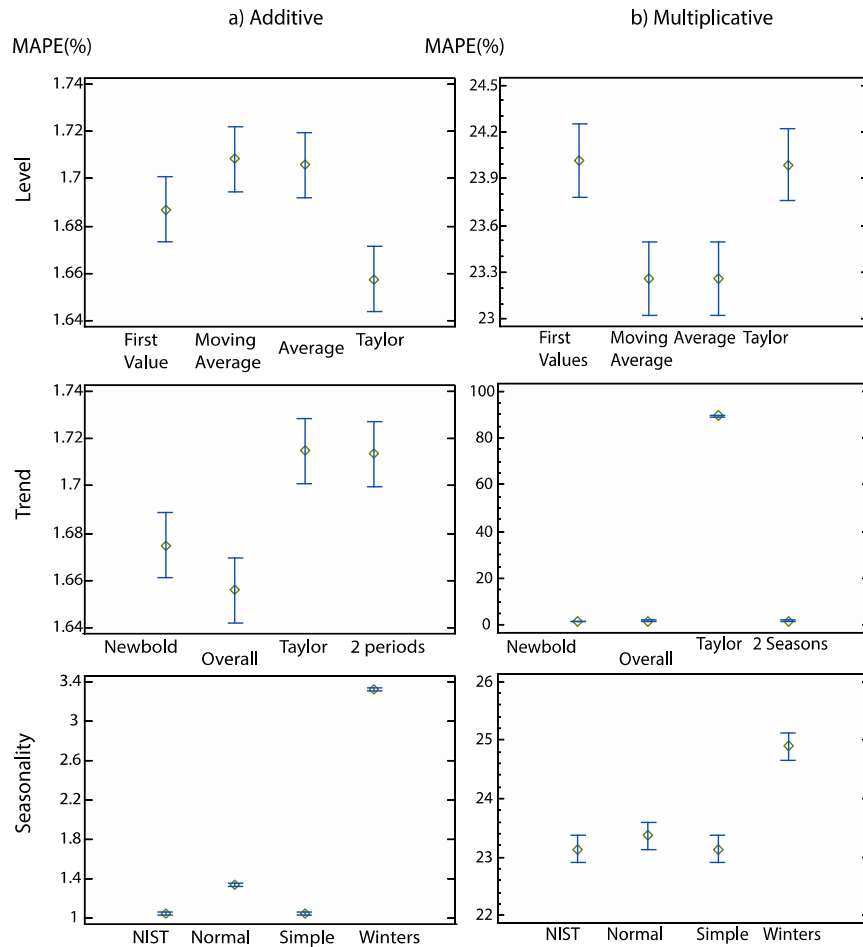 a) Additive
b) Multiplicative
MAPE(%)
MAPE(%)
Level
1.74
1.72
1.7
1.68
1.66
1.64
First
Value
Moving
Average
Average
Taylor
24.5
24.2
23.9
23.6
23.3
23
First
Values
Moving
Average
Average
Taylor
Trend
1.74
1.72
1.7
1.68
1.66
1.64
Newbold
Overall
Taylor
2 periods
100
80
60
40
20
0
Newbold
Overall
Taylor
2 Seasons
Seasonality
3.4
3
2.6
2.2
1.8
1.4
1
NIST
Normal
Simple
Winters
26
25
24
23
22
NIST
Normal
Simple
Winters